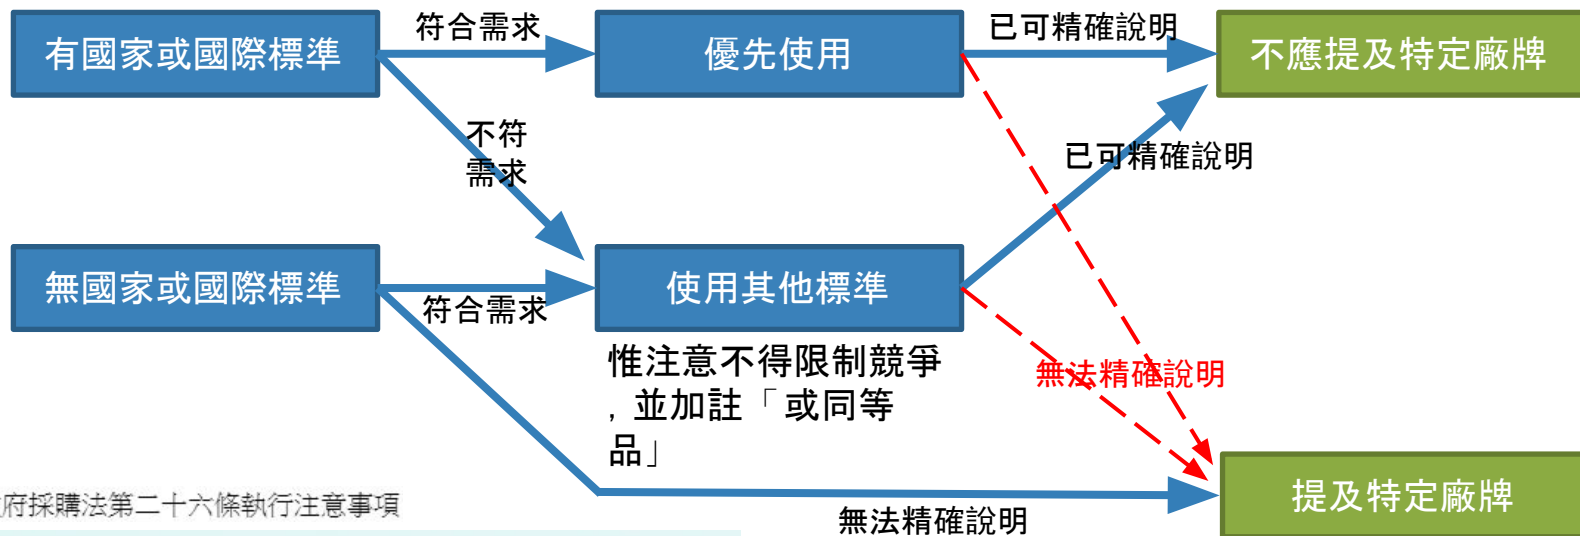 有國家或國際標準
符合需求
優先使用
已可精確說明
不應提及特定廠牌
不符
需求
已可精確說明
無國家或國際標準
符合需求
使用其他標準
惟注意不得限制競爭
，並加註「或同等
品」
無法精確說明
提及特定廠牌
府採購法第二十六條執行注意事項
無法精確說明